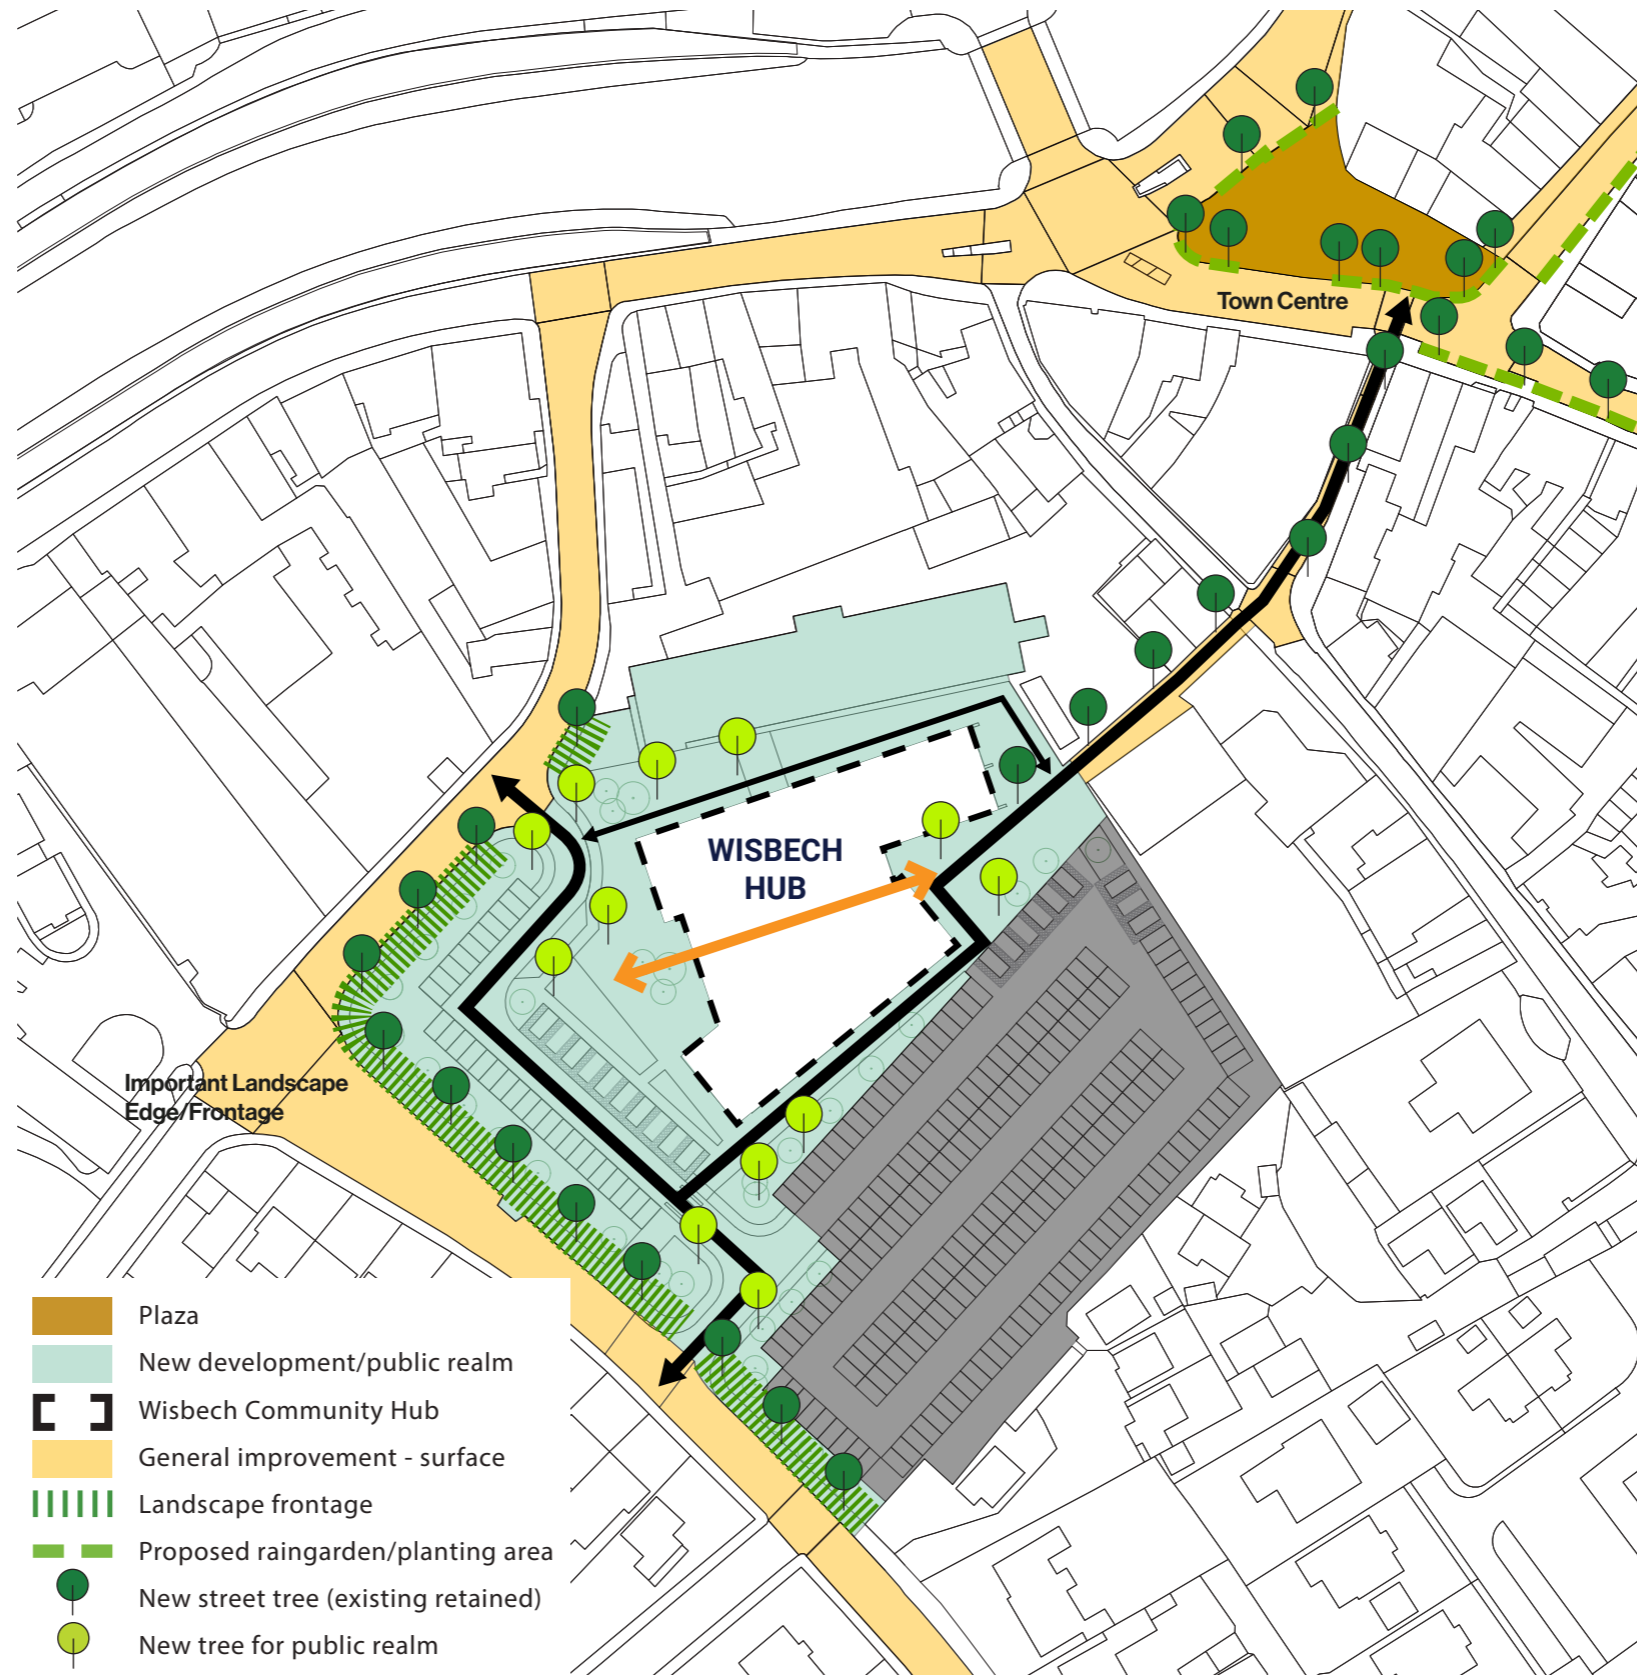 Town Centre
WISBECH
HUB
Important Landscape
Edge/Frontage
Plaza
New development/public realm
Wisbech Community Hub
General improvement - surface
Landscape frontage
Proposed raingarden/planting area
New street tree (existing retained)
New tree for public realm